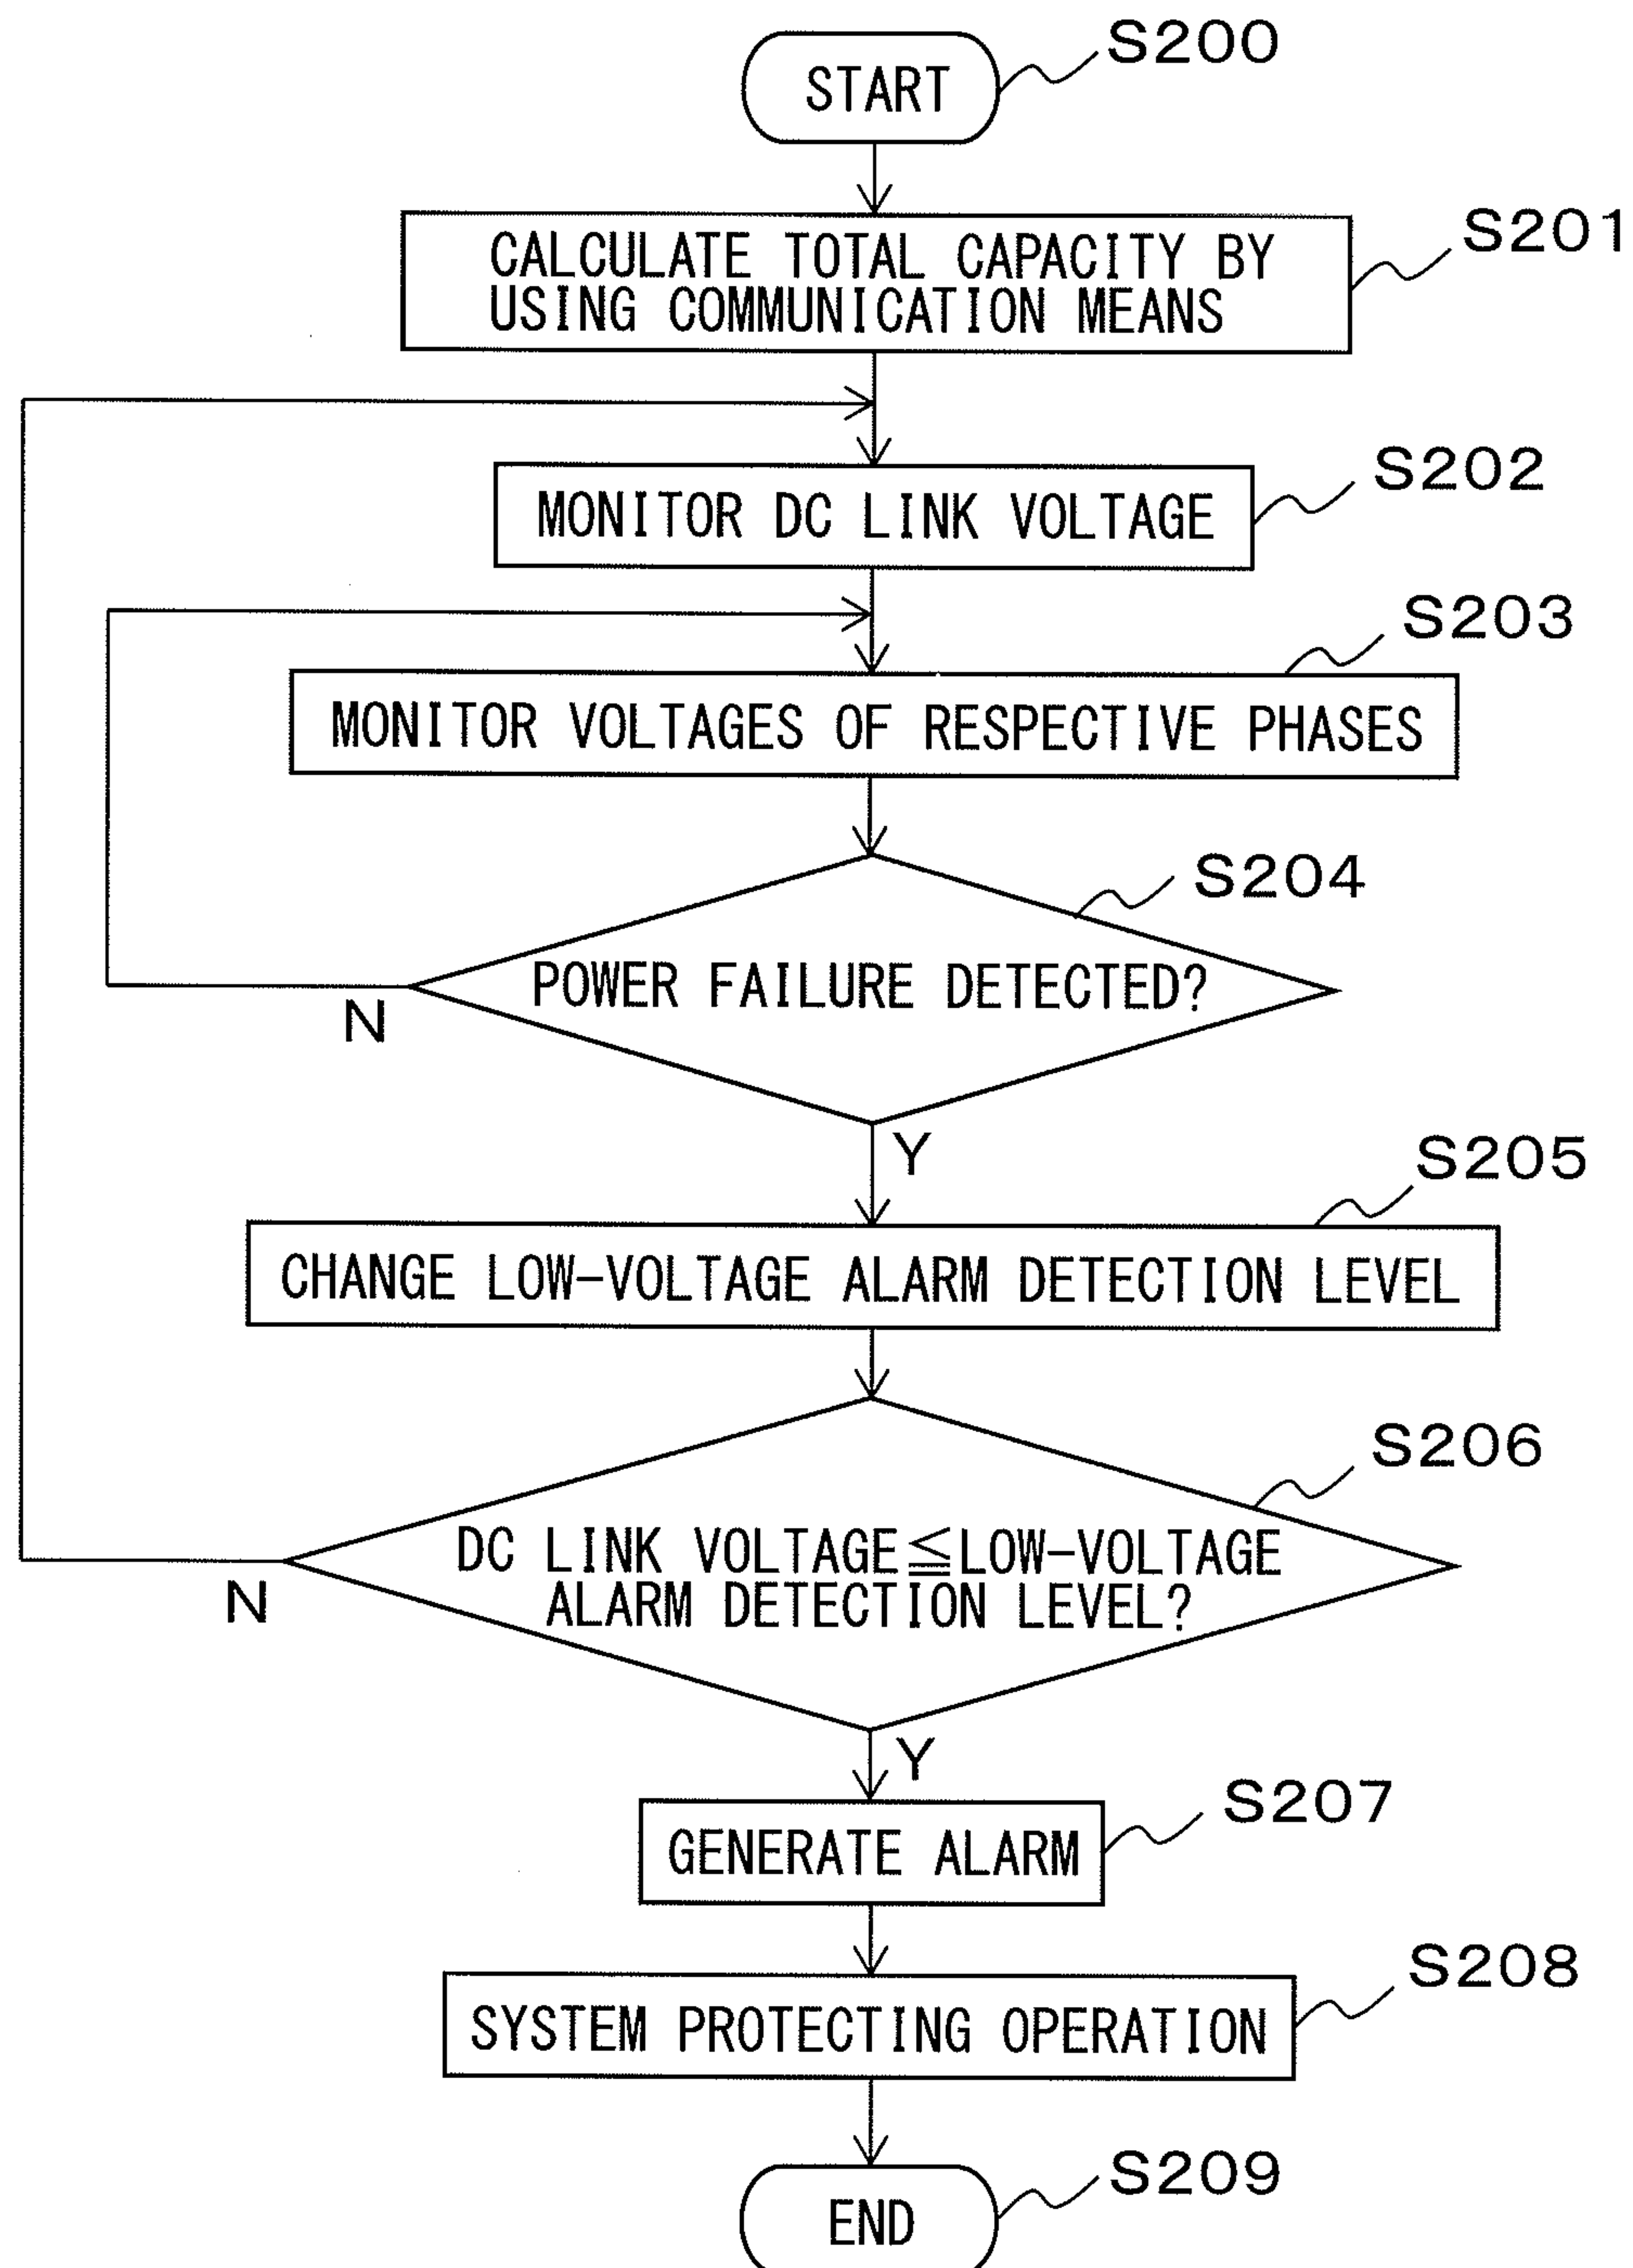 START
S200
CALCULATE TOTAL CAPACITY BY
USING COMMUNICATION MEANS
S201
MONITOR DC LINK VOLTAGE
S202
MONITOR VOLTAGES OF RESPECTIVE PHASES
S203
POWER FAILURE DETECTED?
S204
N
Y
CHANGE LOW-VOLTAGE ALARM DETECTION LEVEL
S205
DC LINK VOLTAGE≦LOW-VOLTAGE
ALARM DETECTION LEVEL?
S206
N
Y
GENERATE ALARM
S207
SYSTEM PROTECTING OPERATION
S208
END
S209